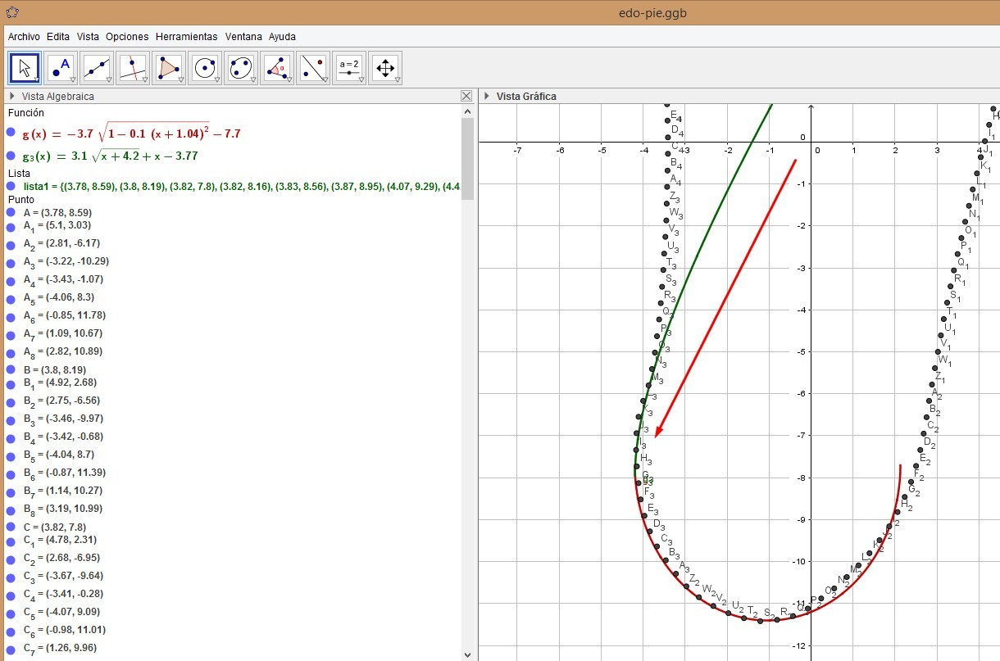 edo-pie.ggb
Archivo Edita Vista Opciones Herramientas Ventana Ayuda
A α a = 2
Vista Algebraica
Función
g(x) = −3.7 √(1 − 0.1 (x + 1.04)²) − 7.7
g₃(x) = 3.1 √(x + 4.2) + x − 3.77
Lista
lista1 = {(3.78, 8.59), (3.8, 8.19), (3.82, 7.8), (3.82, 8.16), (3.83, 8.56), (3.87, 8.95), (4.07, 9.29), (4.4
Punto
A = (3.78, 8.59)
A₁ = (5.1, 3.03)
A₂ = (2.81, -6.17)
A₃ = (-3.22, -10.29)
A₄ = (-3.43, -1.07)
A₅ = (-4.06, 8.3)
A₆ = (-0.85, 11.78)
A₇ = (1.09, 10.67)
A₈ = (2.82, 10.89)
B = (3.8, 8.19)
B₁ = (4.92, 2.68)
B₂ = (2.75, -6.56)
B₃ = (-3.46, -9.97)
B₄ = (-3.42, -0.68)
B₅ = (-4.04, 8.7)
B₆ = (-0.87, 11.39)
B₇ = (1.14, 10.27)
B₈ = (3.19, 10.99)
C = (3.82, 7.8)
C₁ = (4.78, 2.31)
C₂ = (2.68, -6.95)
C₃ = (-3.67, -9.64)
C₄ = (-3.41, -0.28)
C₅ = (-4.07, 9.09)
C₆ = (-0.98, 11.01)
C₇ = (1.26, 9.96)
Vista Gráfica
0
-7 -6 -5 -4 -3 -2 -1 0 1 2 3 4
-1
-2
-3
-4
-5
-6
-7
-8
-9
-10
-11
-12
E₄
D₄
C₄
B₄
A₄
Z₃
W₃
V₃
U₃
T₃
S₃
R₃
Q₃
P₃
O₃
N₃
M₃
L₃
K₃
J₃
I₃
H₃
G₃
g₃
F₃
E₃
D₃
C₃
B₃
A₃
Z₂
W₂
V₂
U₂
T₂
S₂
R₂
Q₂
P₂
O₂
N₂
M₂
L₂
K₂
J₂
I₂
H₂
G₂
F₂
E₂
D₂
C₂
B₂
A₂
Z₁
W₁
V₁
U₁
T₁
S₁
R₁
Q₁
P₁
O₁
N₁
M₁
L₁
K₁
J₁
I₁